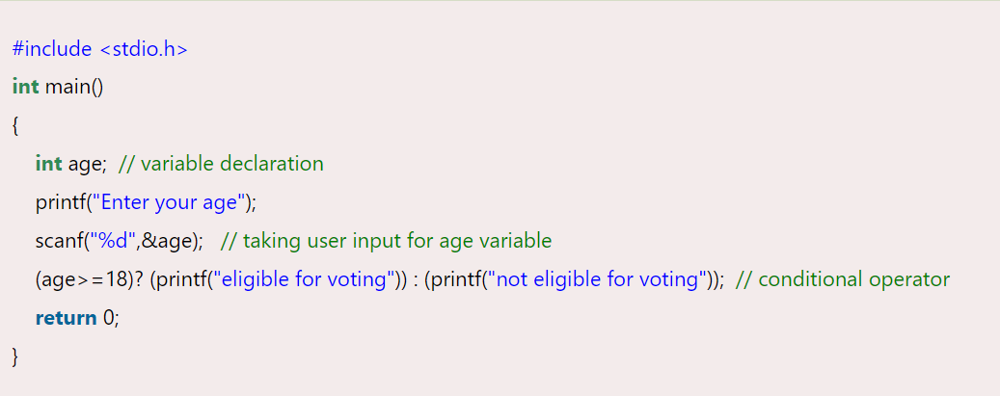 #include <stdio.h>
int main()
{
    int age;  // variable declaration
    printf("Enter your age");
    scanf("%d",&age);   // taking user input for age variable
    (age>=18)? (printf("eligible for voting")) : (printf("not eligible for voting"));  // conditional operator
    return 0;
}